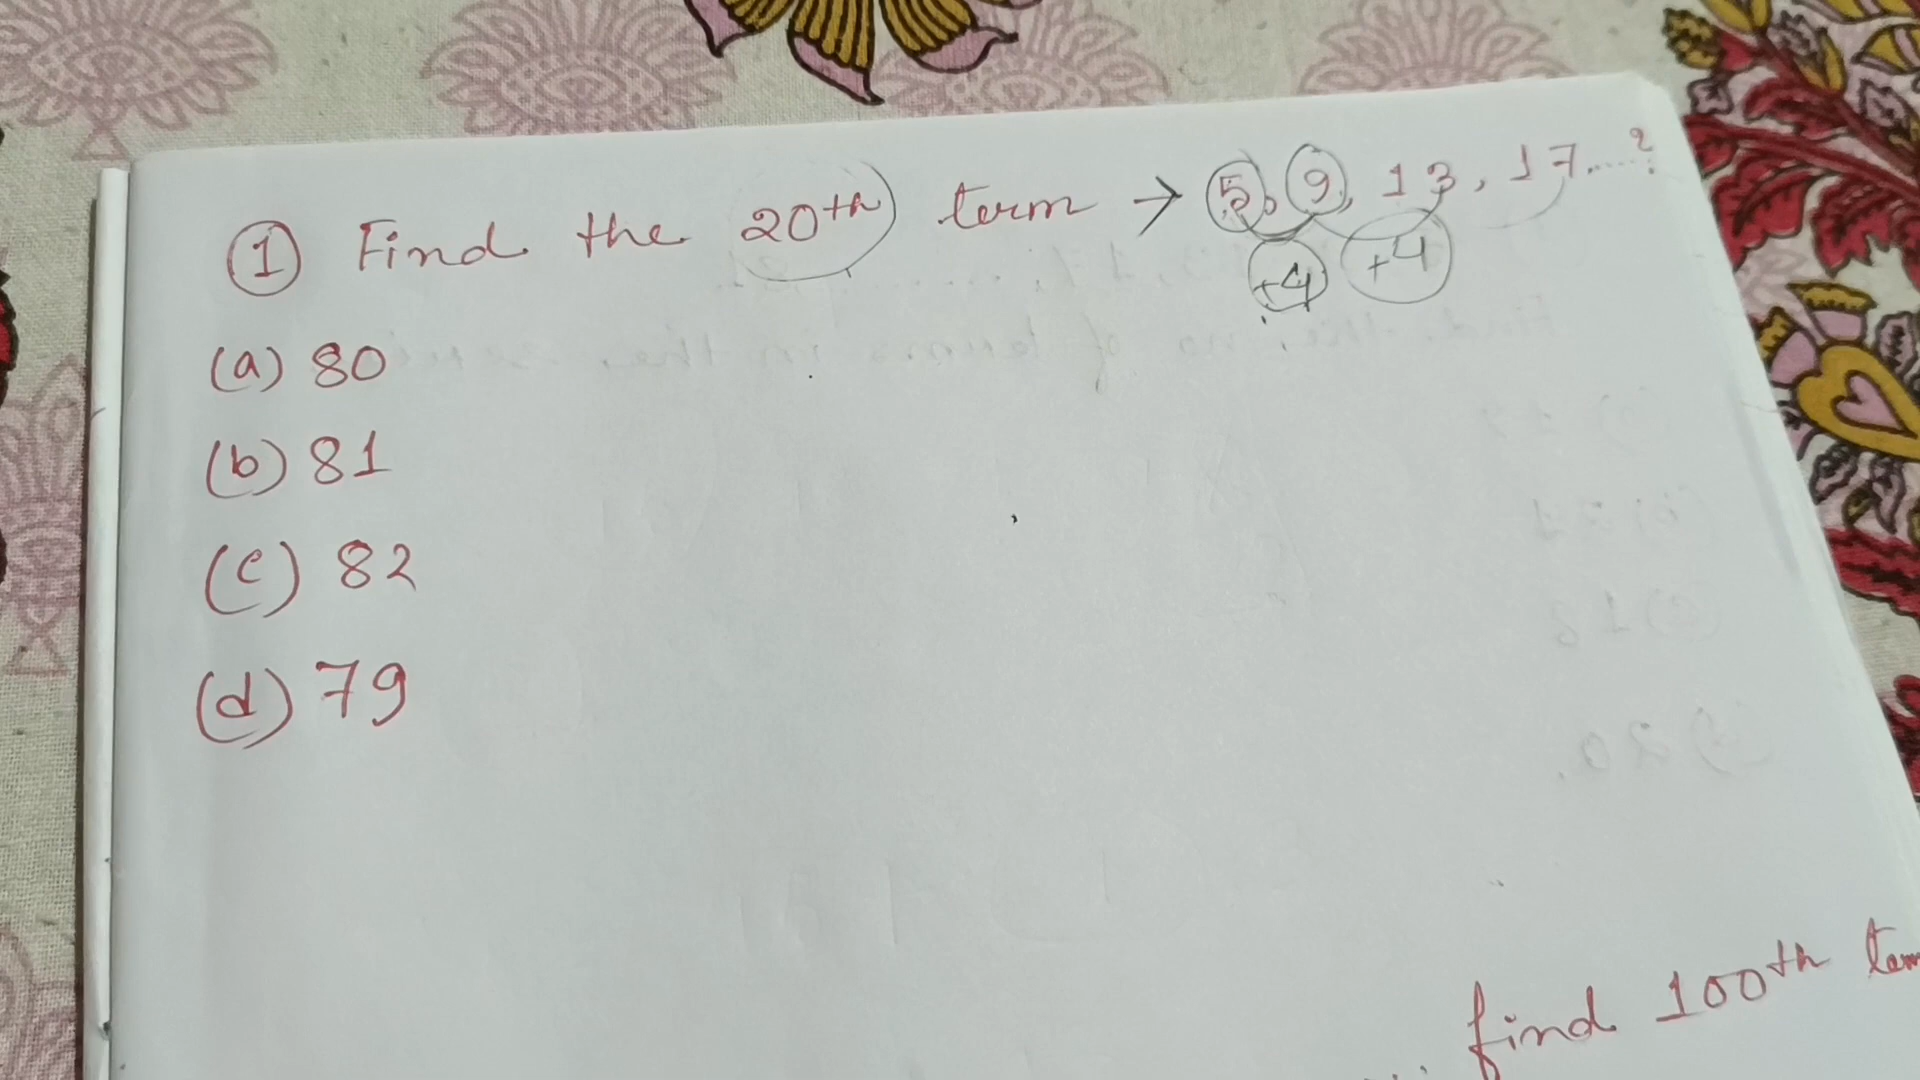 ① Find the 20th term → 5, 9, 13, 17.....?
+4 +4
(a) 80
(b) 81
(c) 82
(d) 79
find 100th